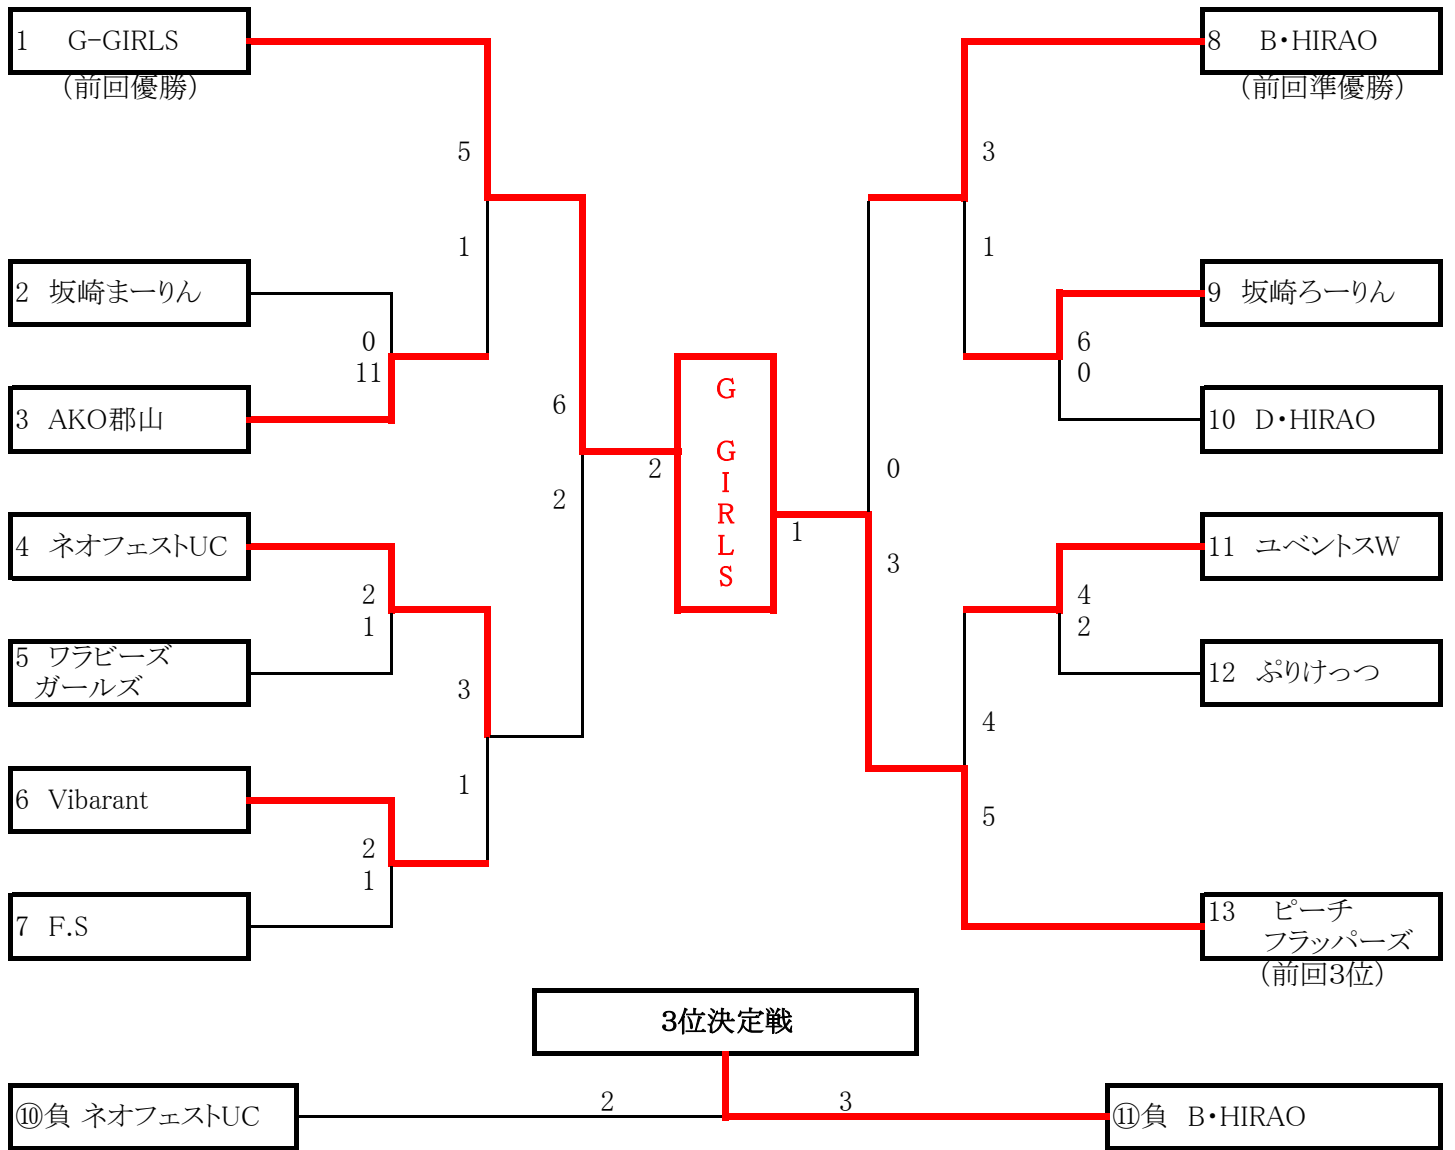 1 G-GIRLS
(前回優勝)
8 B・HIRAO
(前回準優勝)
5
3
1
1
2 坂崎まーりん
9 坂崎ろーりん
0
11
6
0
3 AKO郡山
10 D・HIRAO
6
2
2
0
1
3
G
G
I
R
L
S
4 ネオフェストUC
11 ユベントスW
2
1
4
2
5 ワラビーズ
ガールズ
12 ぷりけっつ
3
4
1
5
6 Vibarant
2
1
7 F.S
13 ピーチ
フラッパーズ
(前回3位)
3位決定戦
⑩負 ネオフェストUC
2
3
⑪負 B・HIRAO